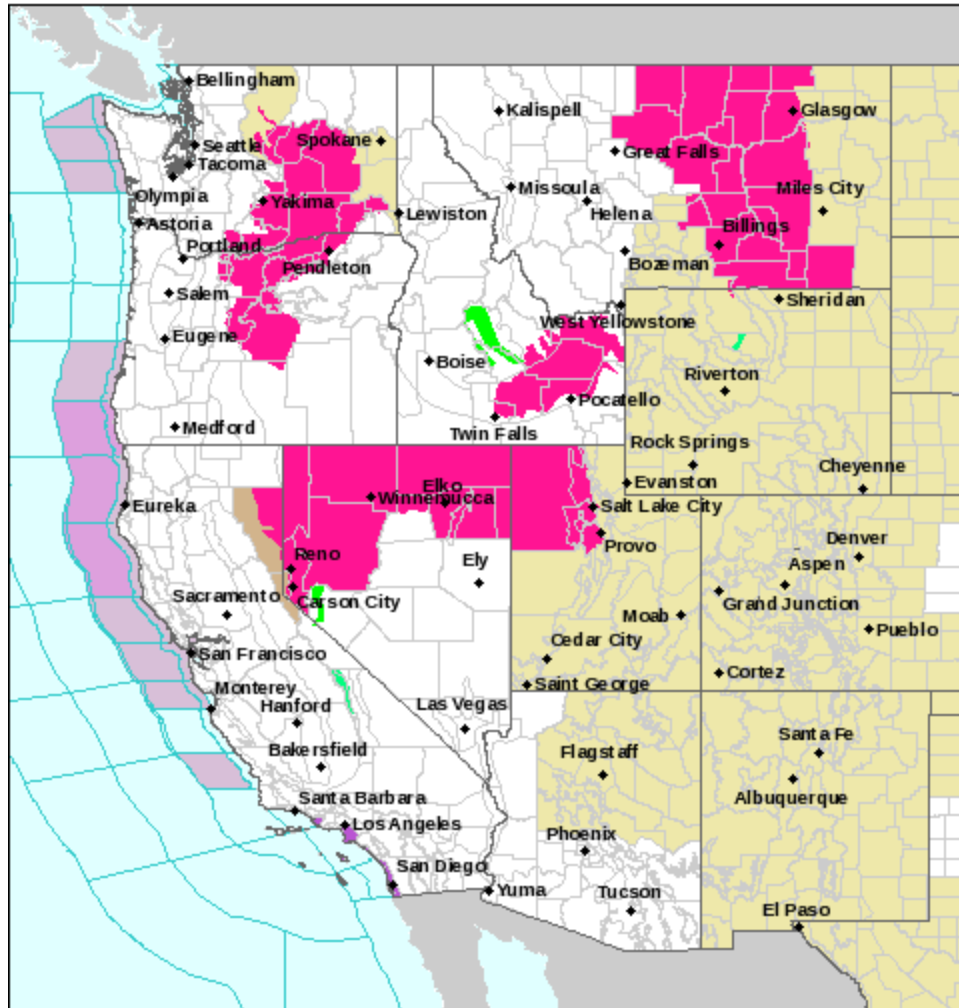 Bellingham
Kalispell
Glasgow
Spokane
Seattle
Great Falls
Tacoma
Missoula
Miles City
Olympia
Yakima
Lewiston
Helena
Astoria
Billings
Portland
Pendleton
Bozeman
Salem
Sheridan
West Yellowstone
Eugene
Boise
Riverton
Pocatello
Medford
Twin Falls
Rock Springs
Cheyenne
Elko
Evanston
Winnemucca
Eureka
Salt Lake City
Provo
Denver
Reno
Ely
Aspen
Sacramento
Carson City
Grand Junction
Moab
Pueblo
Cedar City
San Francisco
Cortez
Saint George
Monterey
Hanford
Las Vegas
Santa Fe
Bakersfield
Flagstaff
Albuquerque
Santa Barbara
Los Angeles
Phoenix
San Diego
Yuma
Tucson
El Paso